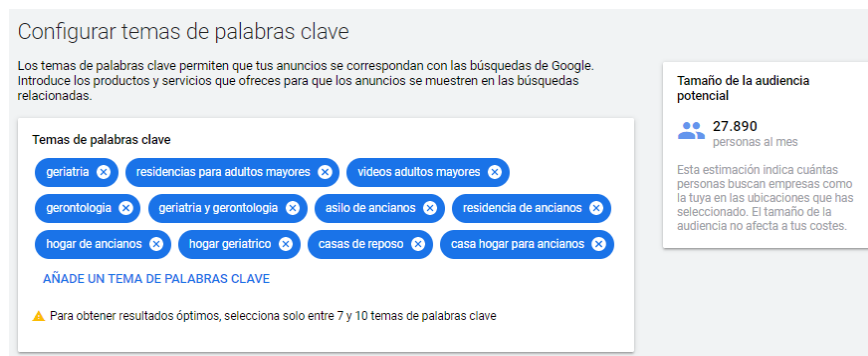 Configurar temas de palabras clave
Los temas de palabras clave permiten que tus anuncios se correspondan con las búsquedas de Google.
Introduce los productos y servicios que ofreces para que los anuncios se muestren en las búsquedas
relacionadas.
Temas de palabras clave
geriatria
residencias para adultos mayores
videos adultos mayores
gerontologia
geriatria y gerontologia
asilo de ancianos
residencia de ancianos
hogar de ancianos
hogar geriatrico
casas de reposo
casa hogar para ancianos
AÑADE UN TEMA DE PALABRAS CLAVE
Para obtener resultados óptimos, selecciona solo entre 7 y 10 temas de palabras clave
Tamaño de la audiencia
potencial
27.890
personas al mes
Esta estimación indica cuántas
personas buscan empresas como
la tuya en las ubicaciones que has
seleccionado. El tamaño de la
audiencia no afecta a tus costes.